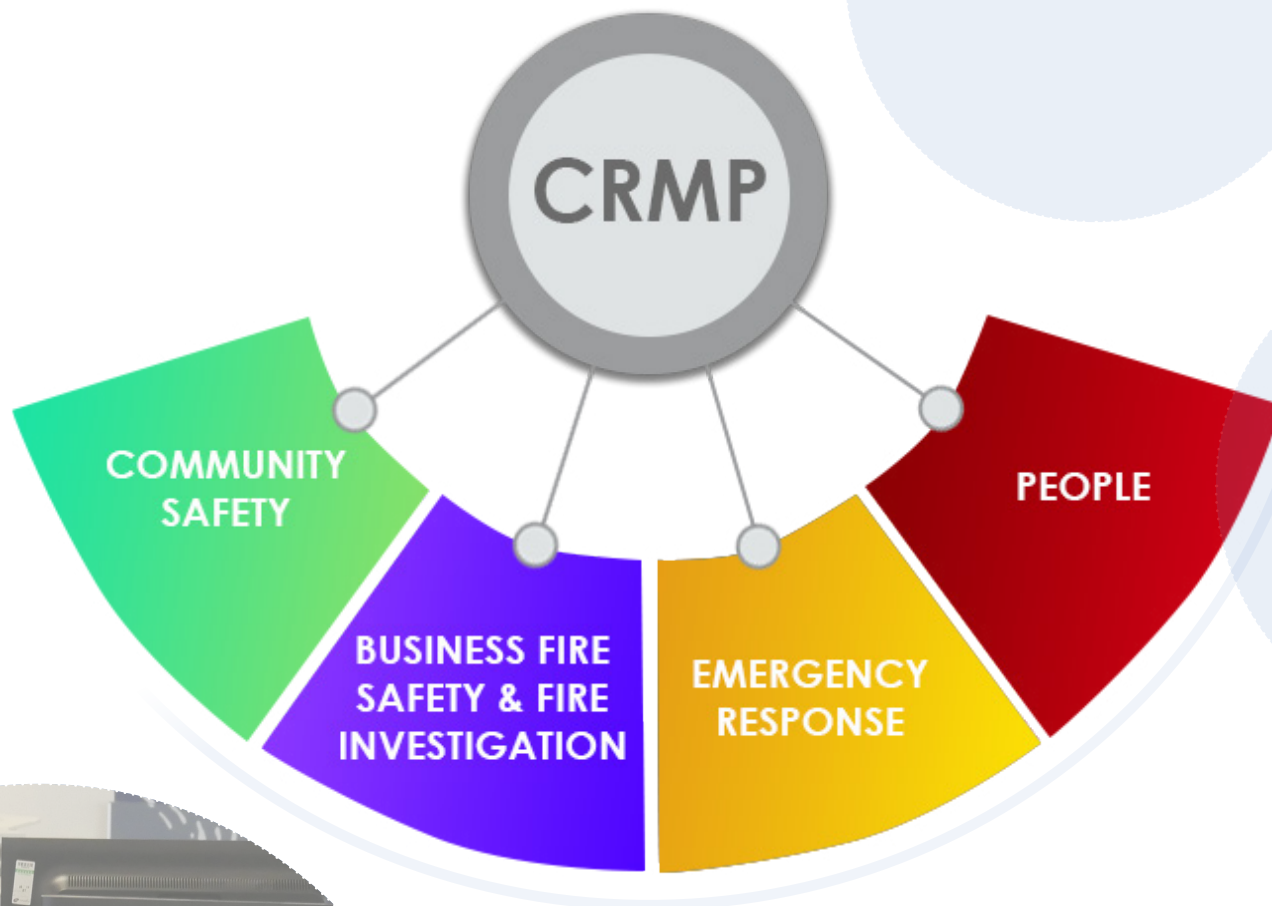 CRMP
COMMUNITY
SAFETY
BUSINESS FIRE
SAFETY & FIRE
INVESTIGATION
EMERGENCY
RESPONSE
PEOPLE